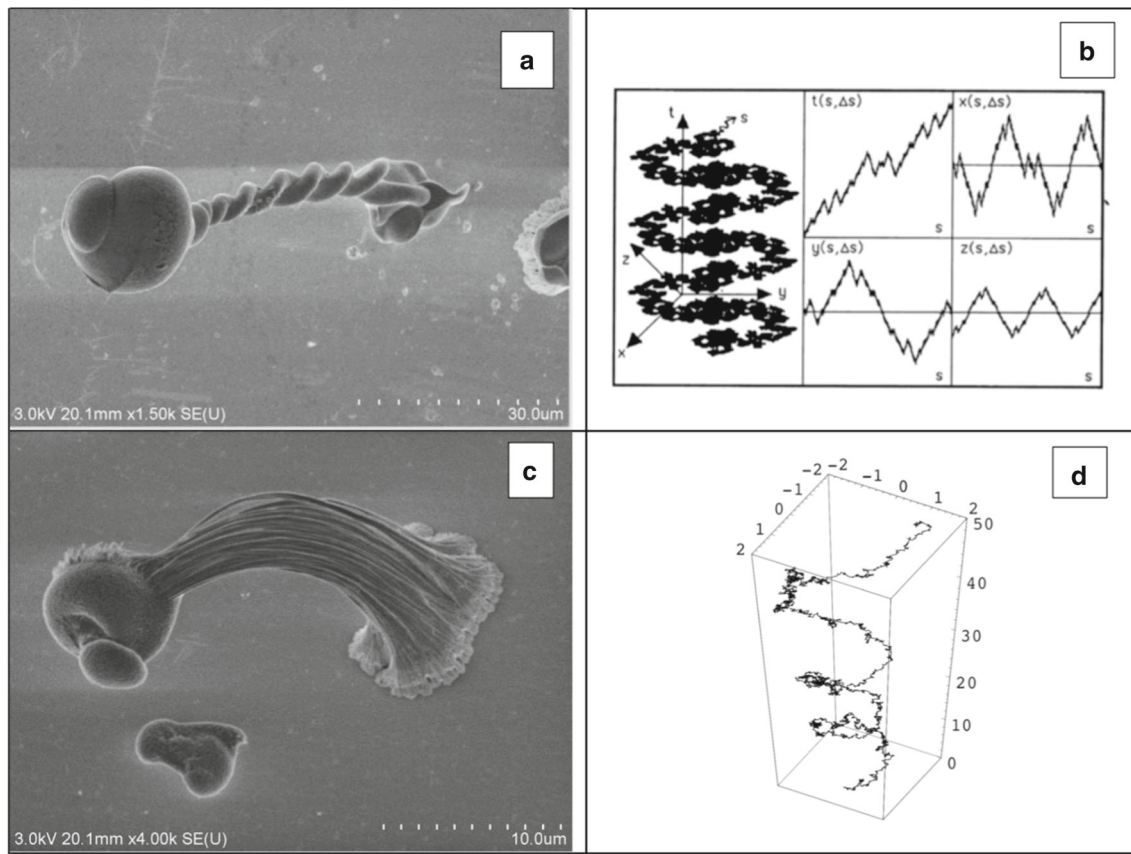 a
3.0kV 20.1mm x1.50k SE(U)
30.0um
b
t
s
z
y
x
t(s,Δs)
s
x(s,Δs)
s
y(s,Δs)
s
z(s,Δs)
s
c
3.0kV 20.1mm x4.00k SE(U)
10.0um
d
-2 -2
-1 -1
0 0
1 1
2 2
50
40
30
20
10
0